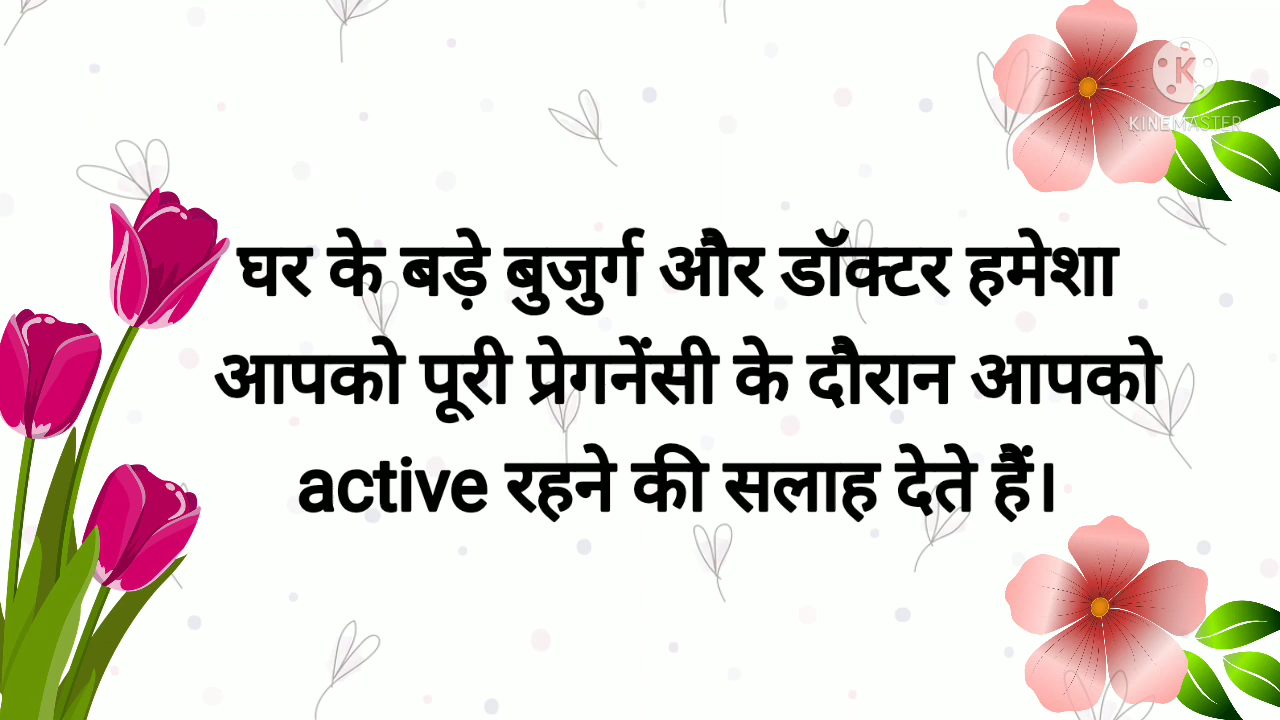 KINEMASTER
घर के बड़े बुजुर्ग और डॉक्टर हमेशा
आपको पूरी प्रेगनेंसी के दौरान आपको
active रहने की सलाह देते हैं।